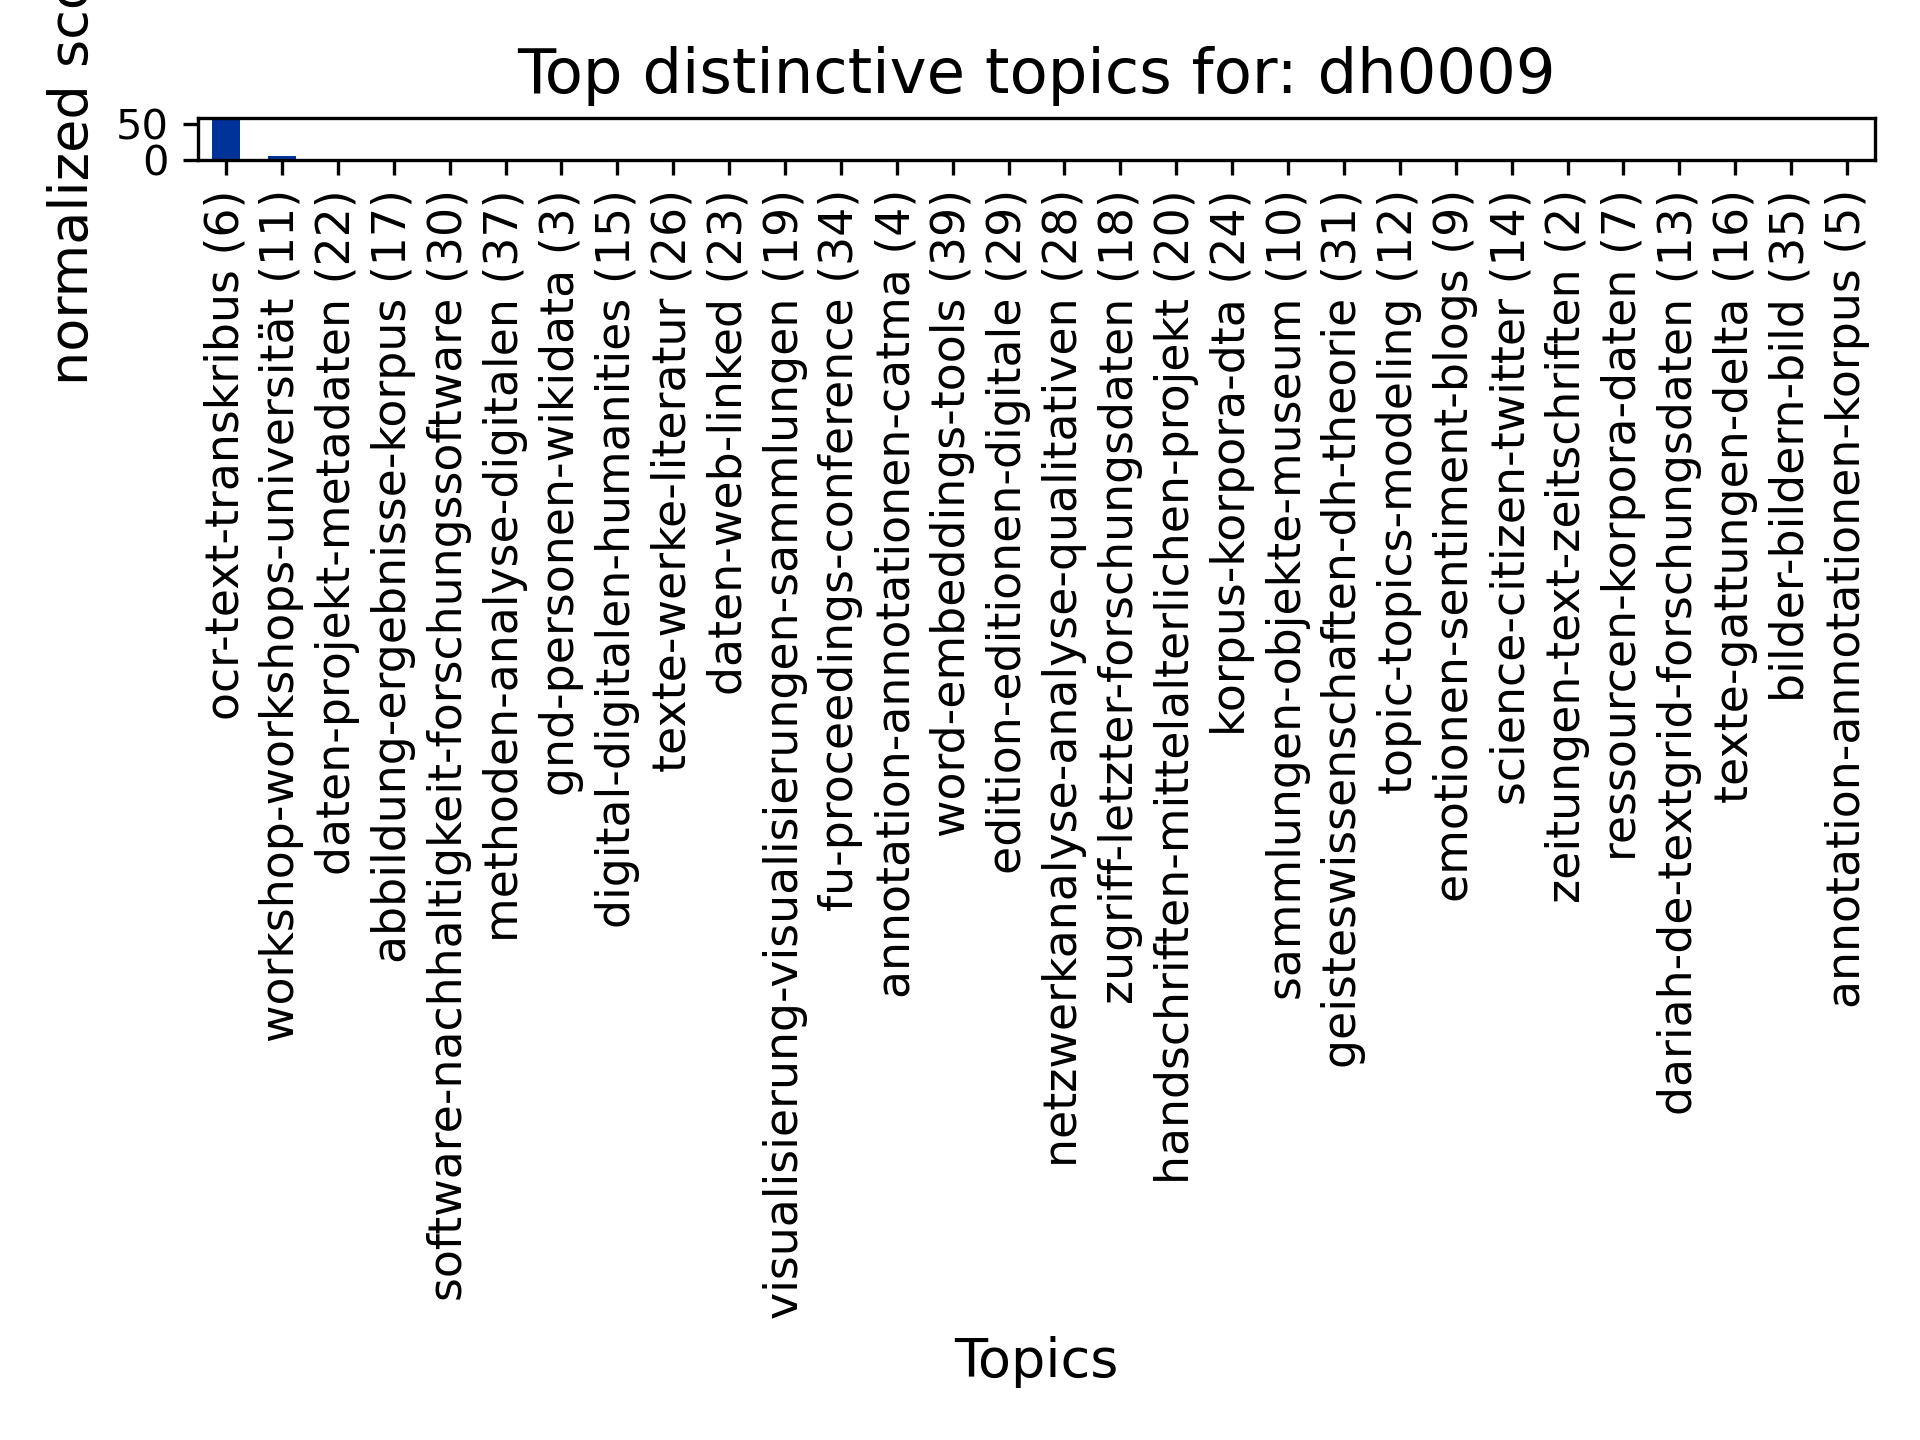 Top distinctive topics for: dh0009
normalized sco
50
0
ocr-text-transkribus (6)
workshop-workshops-universität (11)
daten-projekt-metadaten (22)
abbildung-ergebnisse-korpus (17)
software-nachhaltigkeit-forschungssoftware (30)
methoden-analyse-digitalen (37)
gnd-personen-wikidata (3)
digital-digitalen-humanities (15)
texte-werke-literatur (26)
daten-web-linked (23)
visualisierung-visualisierungen-sammlungen (19)
fu-proceedings-conference (34)
annotation-annotationen-catma (4)
word-embeddings-tools (39)
edition-editionen-digitale (29)
netzwerkanalyse-analyse-qualitativen (28)
zugriff-letzter-forschungsdaten (18)
handschriften-mittelalterlichen-projekt (20)
korpus-korpora-dta (24)
sammlungen-objekte-museum (10)
geisteswissenschaften-dh-theorie (31)
topic-topics-modeling (12)
emotionen-sentiment-blogs (9)
science-citizen-twitter (14)
zeitungen-text-zeitschriften (2)
ressourcen-korpora-daten (7)
dariah-de-textgrid-forschungsdaten (13)
texte-gattungen-delta (16)
bilder-bildern-bild (35)
annotation-annotationen-korpus (5)
Topics